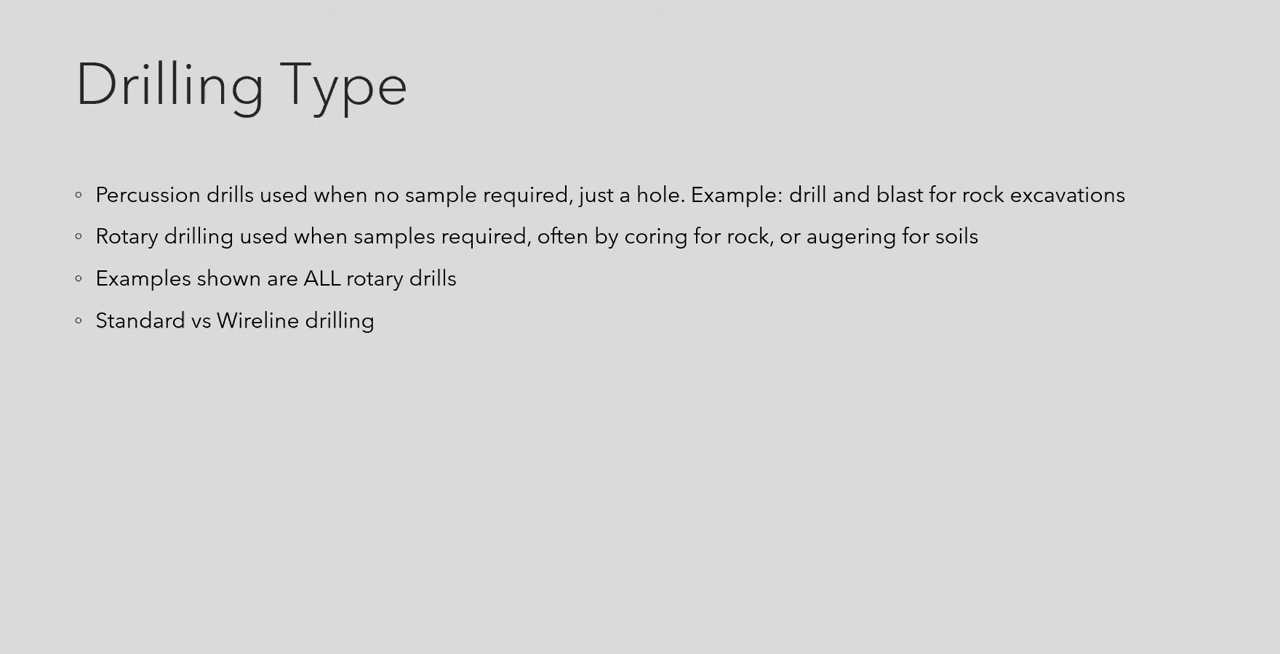 Drilling Type
◦ Percussion drills used when no sample required, just a hole. Example: drill and blast for rock excavations
◦ Rotary drilling used when samples required, often by coring for rock, or augering for soils
◦ Examples shown are ALL rotary drills
◦ Standard vs Wireline drilling